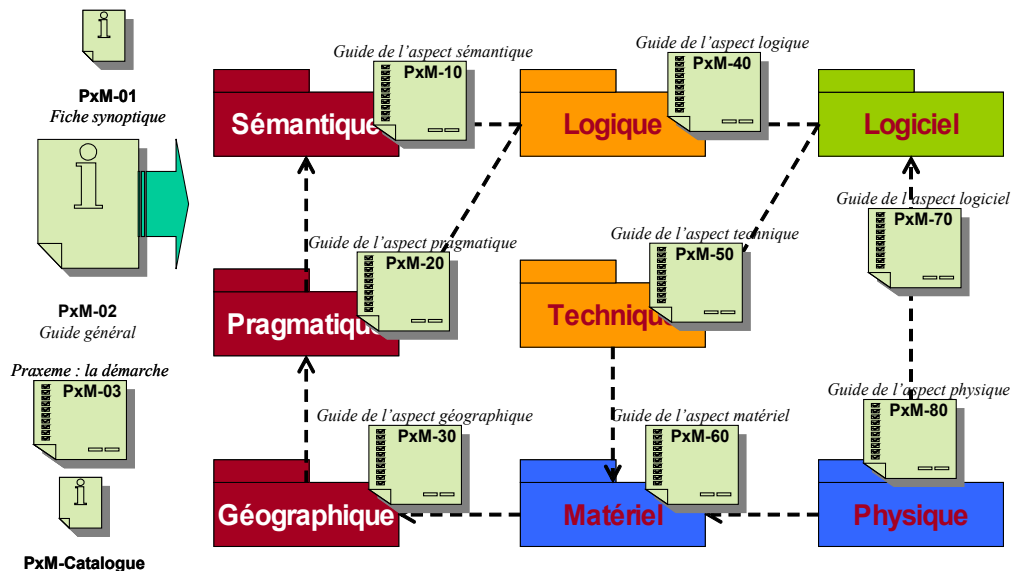 PxM-01
Fiche synoptique
PxM-02
Guide général
Praxeme : la démarche
PxM-03
PxM-Catalogue
Guide de l'aspect sémantique
PxM-10
Sémantique
Guide de l'aspect logique
PxM-40
Logique
Logiciel
Guide de l'aspect logiciel
PxM-70
Guide de l'aspect pragmatique
PxM-20
Pragmatique
Guide de l'aspect technique
PxM-50
Technique
Guide de l'aspect géographique
PxM-30
Géographique
Guide de l'aspect matériel
PxM-60
Matériel
Guide de l'aspect physique
PxM-80
Physique